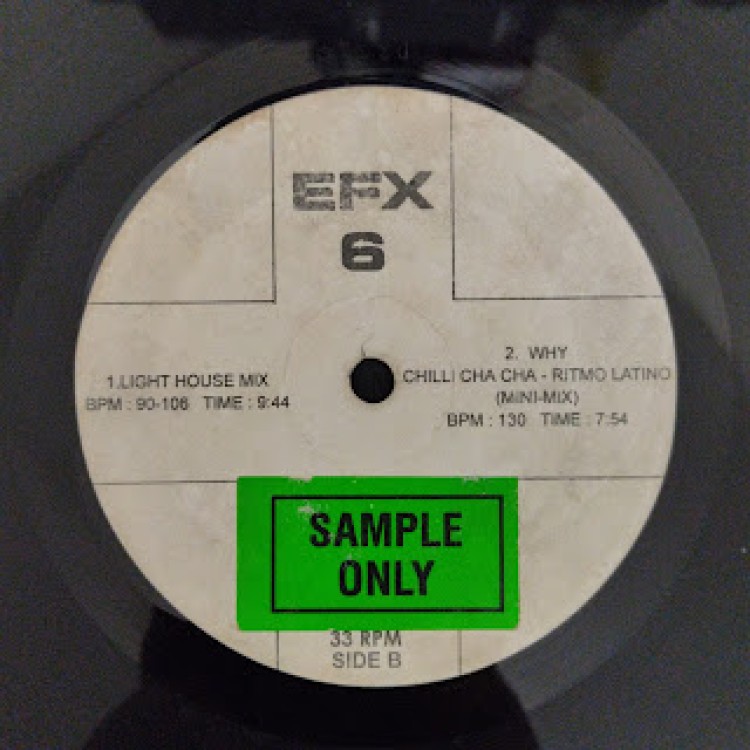 EFX
6
1.LIGHT HOUSE MIX
BPM : 90-106 TIME : 9:44
2. WHY
CHILLI CHA CHA - RITMO LATINO
(MINI-MIX)
BPM : 130 TIME : 7:54
SAMPLE
ONLY
33 RPM
SIDE B